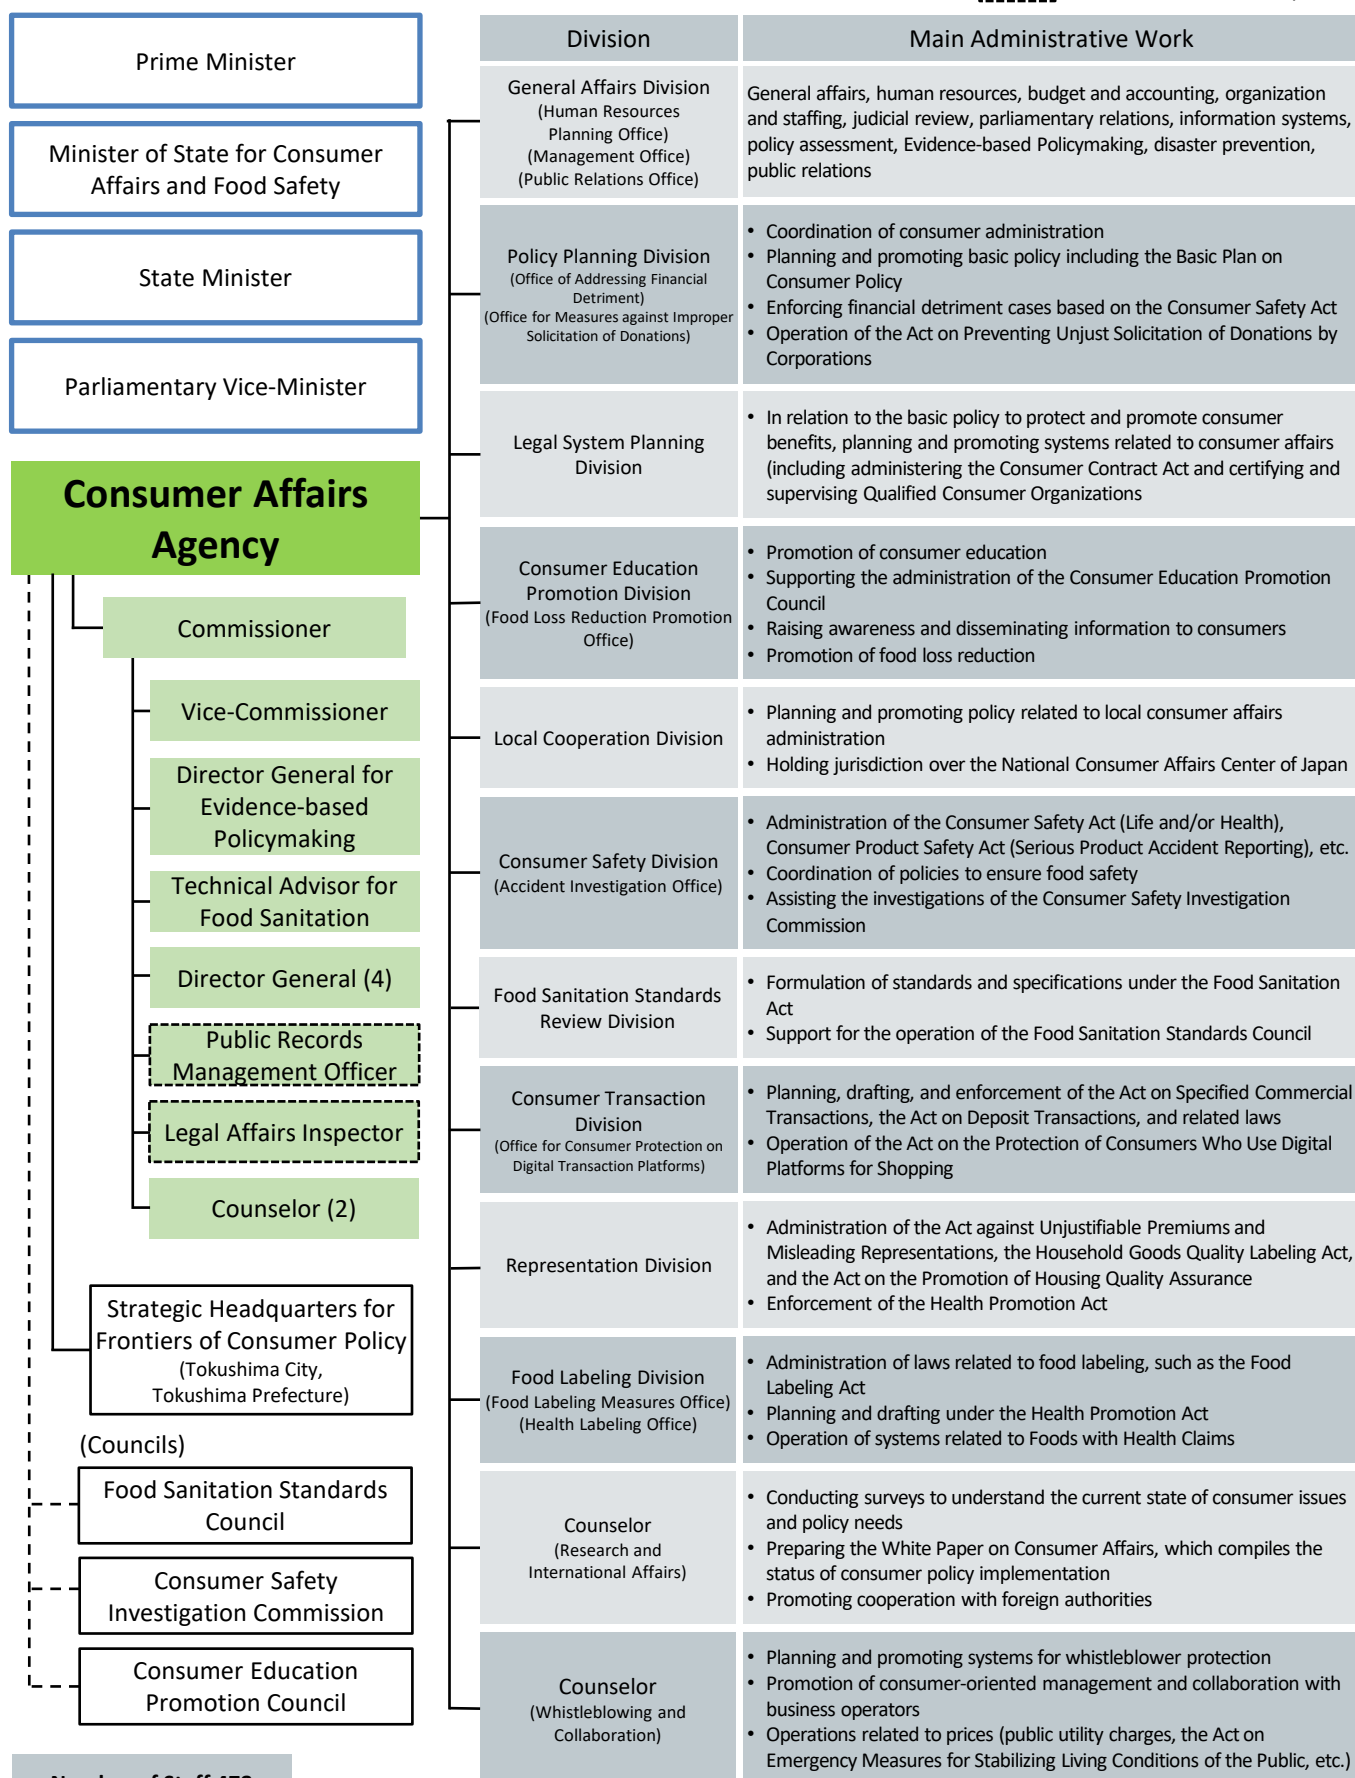 Prime Minister
Minister of State for Consumer
Affairs and Food Safety
State Minister
Parliamentary Vice-Minister
Consumer Affairs
Agency
Commissioner
Vice-Commissioner
Director General for
Evidence-based
Policymaking
Technical Advisor for
Food Sanitation
Director General (4)
Public Records
Management Officer
Legal Affairs Inspector
Counselor (2)
Strategic Headquarters for
Frontiers of Consumer Policy
(Tokushima City,
Tokushima Prefecture)
(Councils)
Food Sanitation Standards
Council
Consumer Safety
Investigation Commission
Consumer Education
Promotion Council
Division
Main Administrative Work
General Affairs Division
(Human Resources
Planning Office)
(Management Office)
(Public Relations Office)
General affairs, human resources, budget and accounting, organization
and staffing, judicial review, parliamentary relations, information systems,
policy assessment, Evidence-based Policymaking, disaster prevention,
public relations
Policy Planning Division
(Office of Addressing Financial
Detriment)
(Office for Measures against Improper
Solicitation of Donations)
• Coordination of consumer administration
• Planning and promoting basic policy including the Basic Plan on
Consumer Policy
• Enforcing financial detriment cases based on the Consumer Safety Act
• Operation of the Act on Preventing Unjust Solicitation of Donations by
Corporations
Legal System Planning
Division
• In relation to the basic policy to protect and promote consumer
benefits, planning and promoting systems related to consumer affairs
(including administering the Consumer Contract Act and certifying and
supervising Qualified Consumer Organizations
Consumer Education
Promotion Division
(Food Loss Reduction Promotion
Office)
• Promotion of consumer education
• Supporting the administration of the Consumer Education Promotion
Council
• Raising awareness and disseminating information to consumers
• Promotion of food loss reduction
Local Cooperation Division
• Planning and promoting policy related to local consumer affairs
administration
• Holding jurisdiction over the National Consumer Affairs Center of Japan
Consumer Safety Division
(Accident Investigation Office)
• Administration of the Consumer Safety Act (Life and/or Health),
Consumer Product Safety Act (Serious Product Accident Reporting), etc.
• Coordination of policies to ensure food safety
• Assisting the investigations of the Consumer Safety Investigation
Commission
Food Sanitation Standards
Review Division
• Formulation of standards and specifications under the Food Sanitation
Act
• Support for the operation of the Food Sanitation Standards Council
Consumer Transaction
Division
(Office for Consumer Protection on
Digital Transaction Platforms)
• Planning, drafting, and enforcement of the Act on Specified Commercial
Transactions, the Act on Deposit Transactions, and related laws
• Operation of the Act on the Protection of Consumers Who Use Digital
Platforms for Shopping
Representation Division
• Administration of the Act against Unjustifiable Premiums and
Misleading Representations, the Household Goods Quality Labeling Act,
and the Act on the Promotion of Housing Quality Assurance
• Enforcement of the Health Promotion Act
Food Labeling Division
(Food Labeling Measures Office)
(Health Labeling Office)
• Administration of laws related to food labeling, such as the Food
Labeling Act
• Planning and drafting under the Health Promotion Act
• Operation of systems related to Foods with Health Claims
Counselor
(Research and
International Affairs)
• Conducting surveys to understand the current state of consumer issues
and policy needs
• Preparing the White Paper on Consumer Affairs, which compiles the
status of consumer policy implementation
• Promoting cooperation with foreign authorities
Counselor
(Whistleblowing and
Collaboration)
• Planning and promoting systems for whistleblower protection
• Promotion of consumer-oriented management and collaboration with
business operators
• Operations related to prices (public utility charges, the Act on
Emergency Measures for Stabilizing Living Conditions of the Public, etc.)